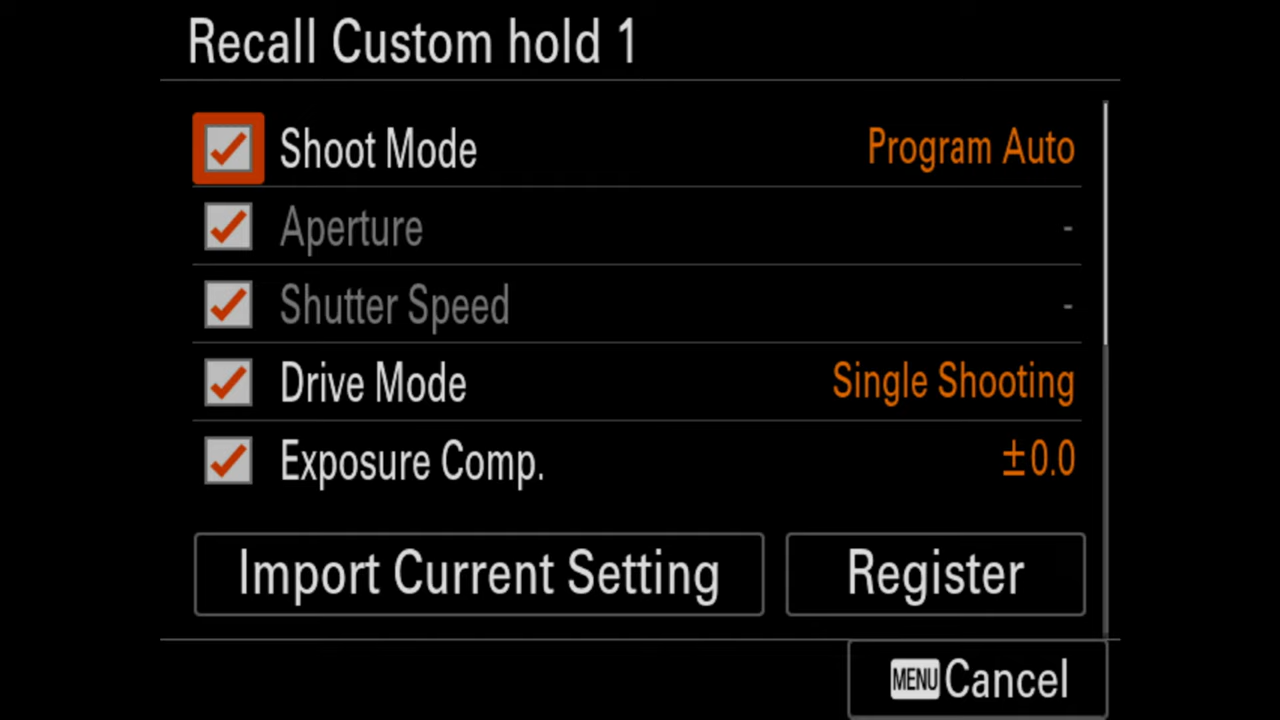 Recall Custom hold 1
Shoot Mode Program Auto
Aperture -
Shutter Speed -
Drive Mode Single Shooting
Exposure Comp. ±0.0
Import Current Setting Register
MENU Cancel